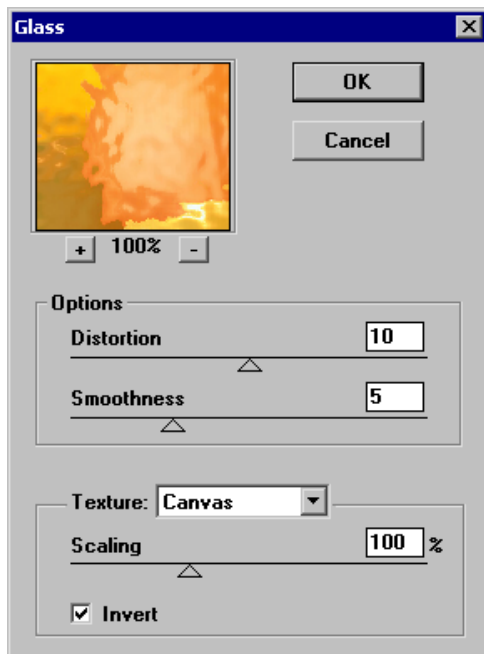 Glass
OK
Cancel
+ 100% -
Options
Distortion 10
Smoothness 5
Texture: Canvas
Scaling 100 %
Invert